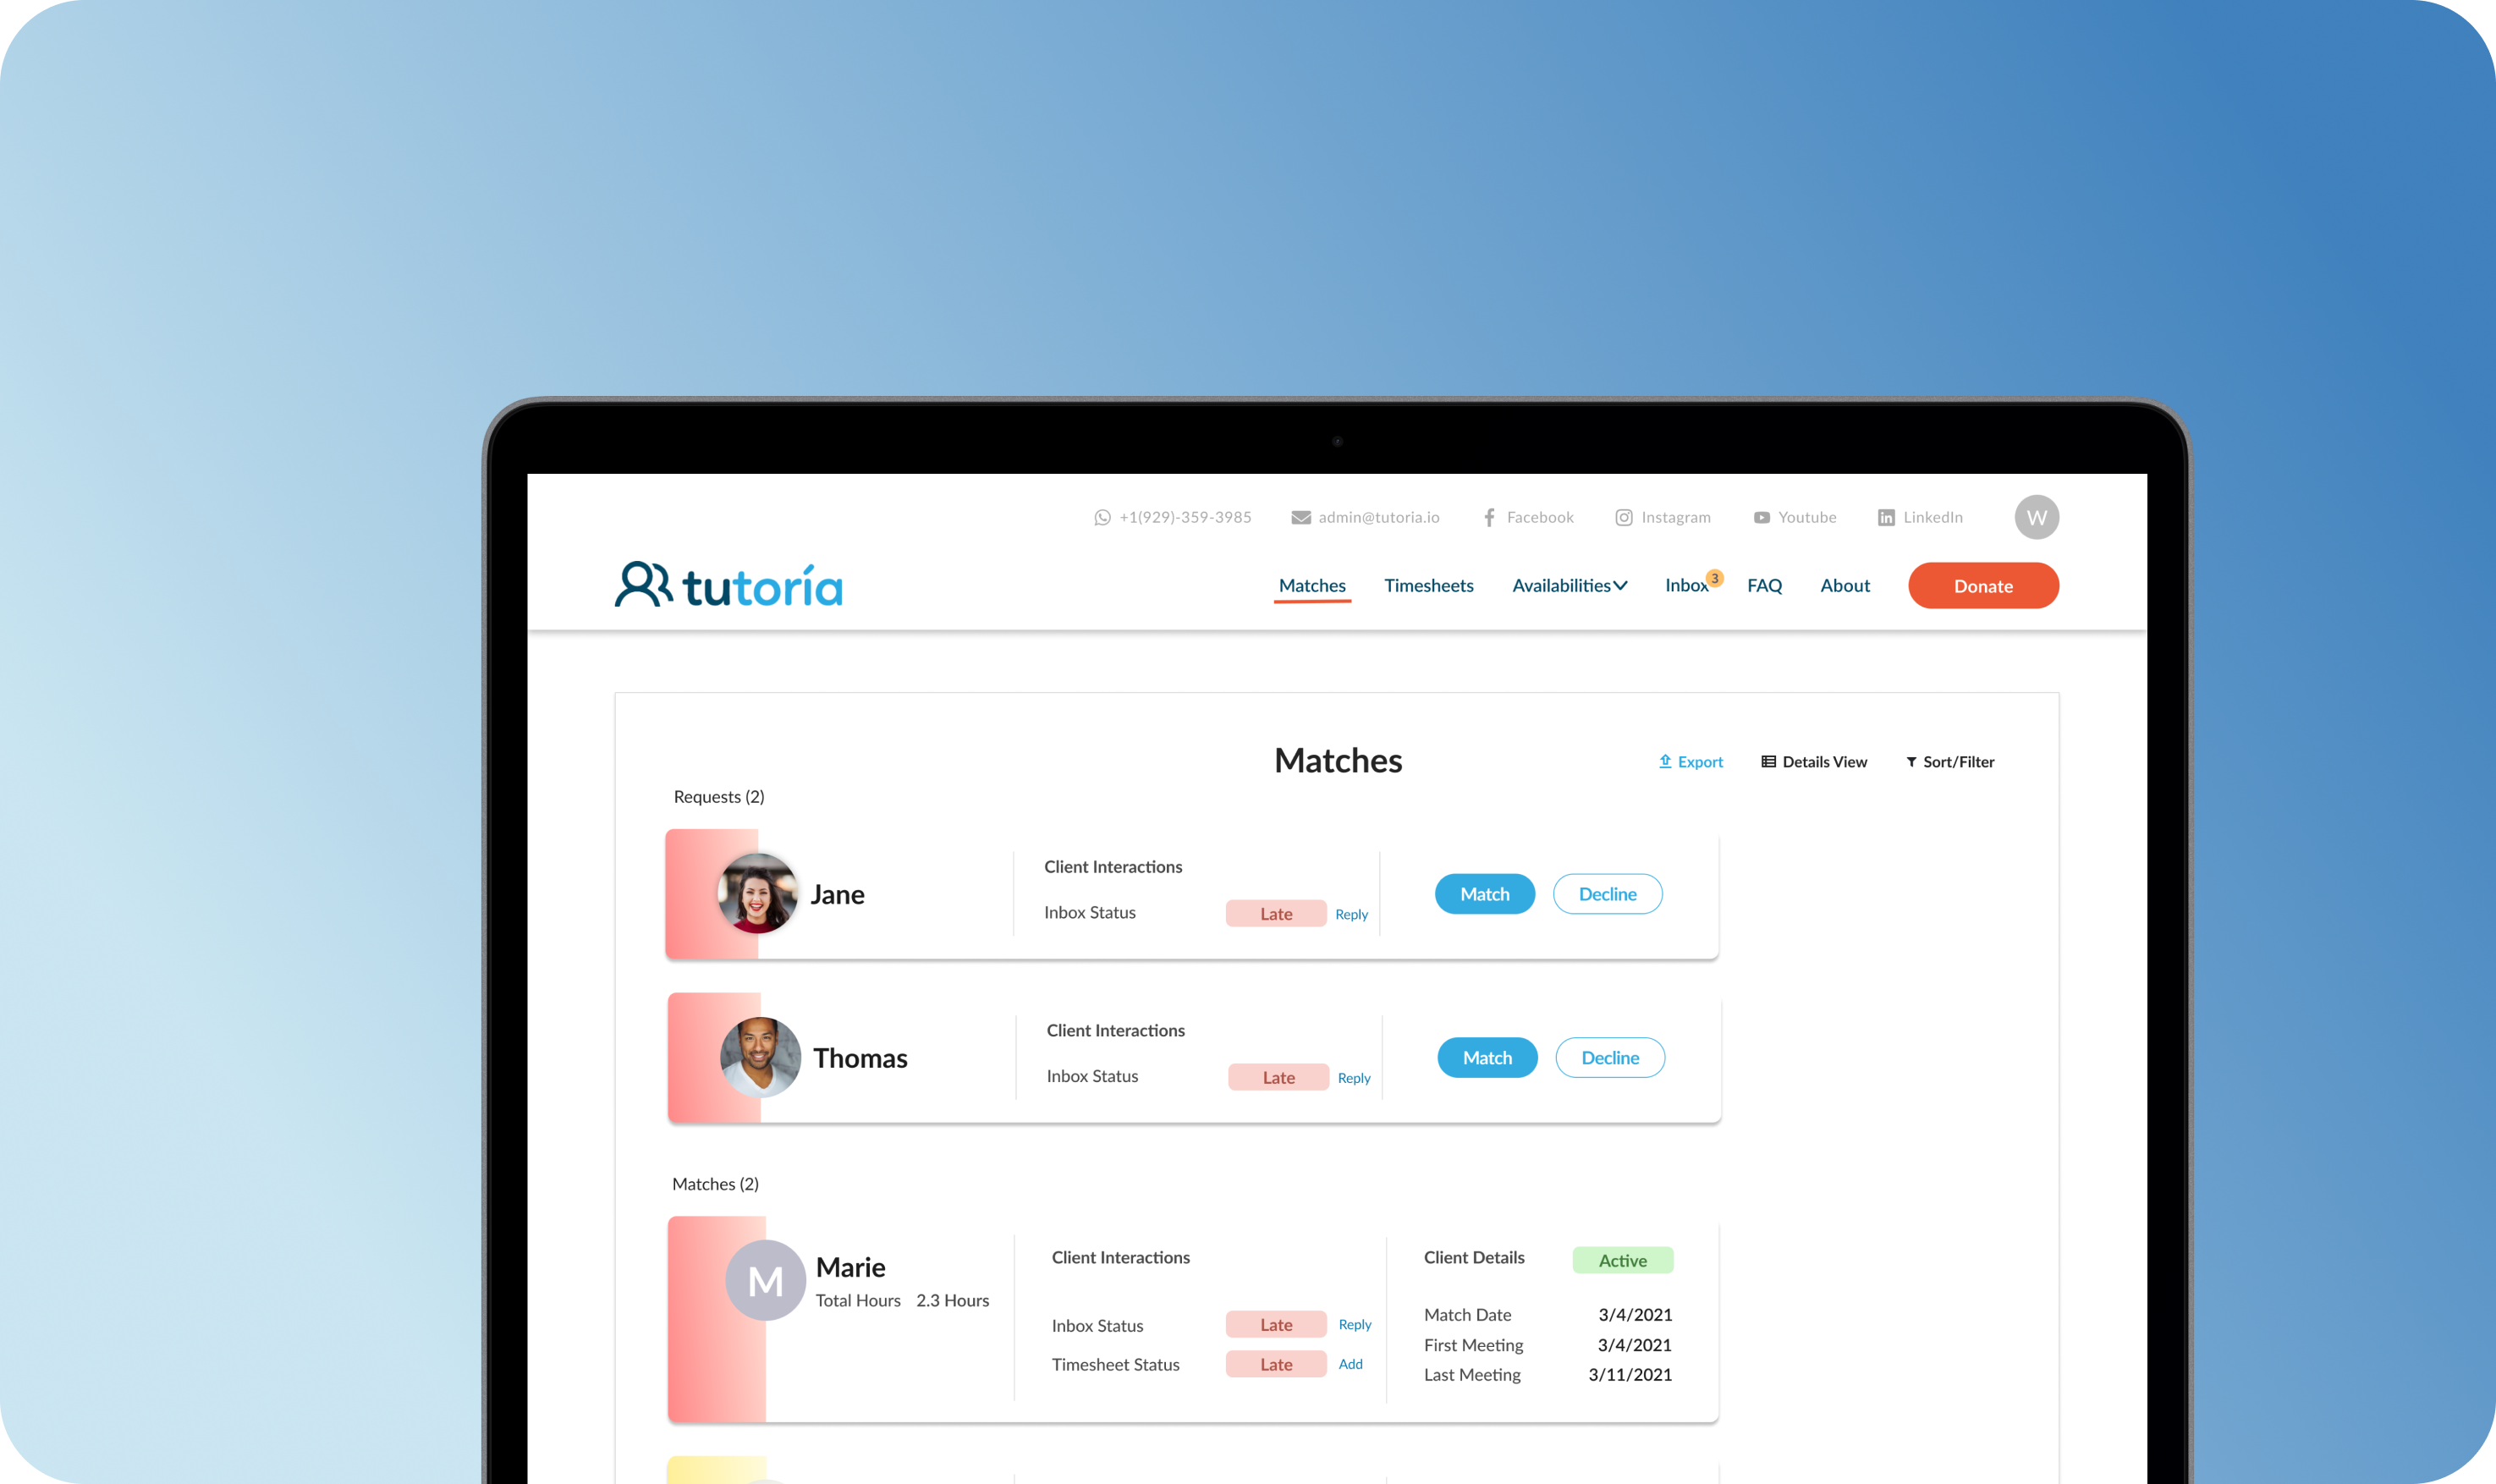 +1(929)-359-3985 admin@tutoria.io Facebook Instagram Youtube LinkedIn W
tutoría Matches Timesheets Availabilities Inbox 3 FAQ About Donate
Matches Export Details View Sort/Filter
Requests (2)
Client Interactions
Jane Match Decline
Inbox Status Late Reply
Client Interactions
Thomas Match Decline
Inbox Status Late Reply
Matches (2)
Client Interactions Client Details Active
M Marie
Total Hours 2.3 Hours
Match Date 3/4/2021
Inbox Status Late Reply
First Meeting 3/4/2021
Timesheet Status Late Add
Last Meeting 3/11/2021